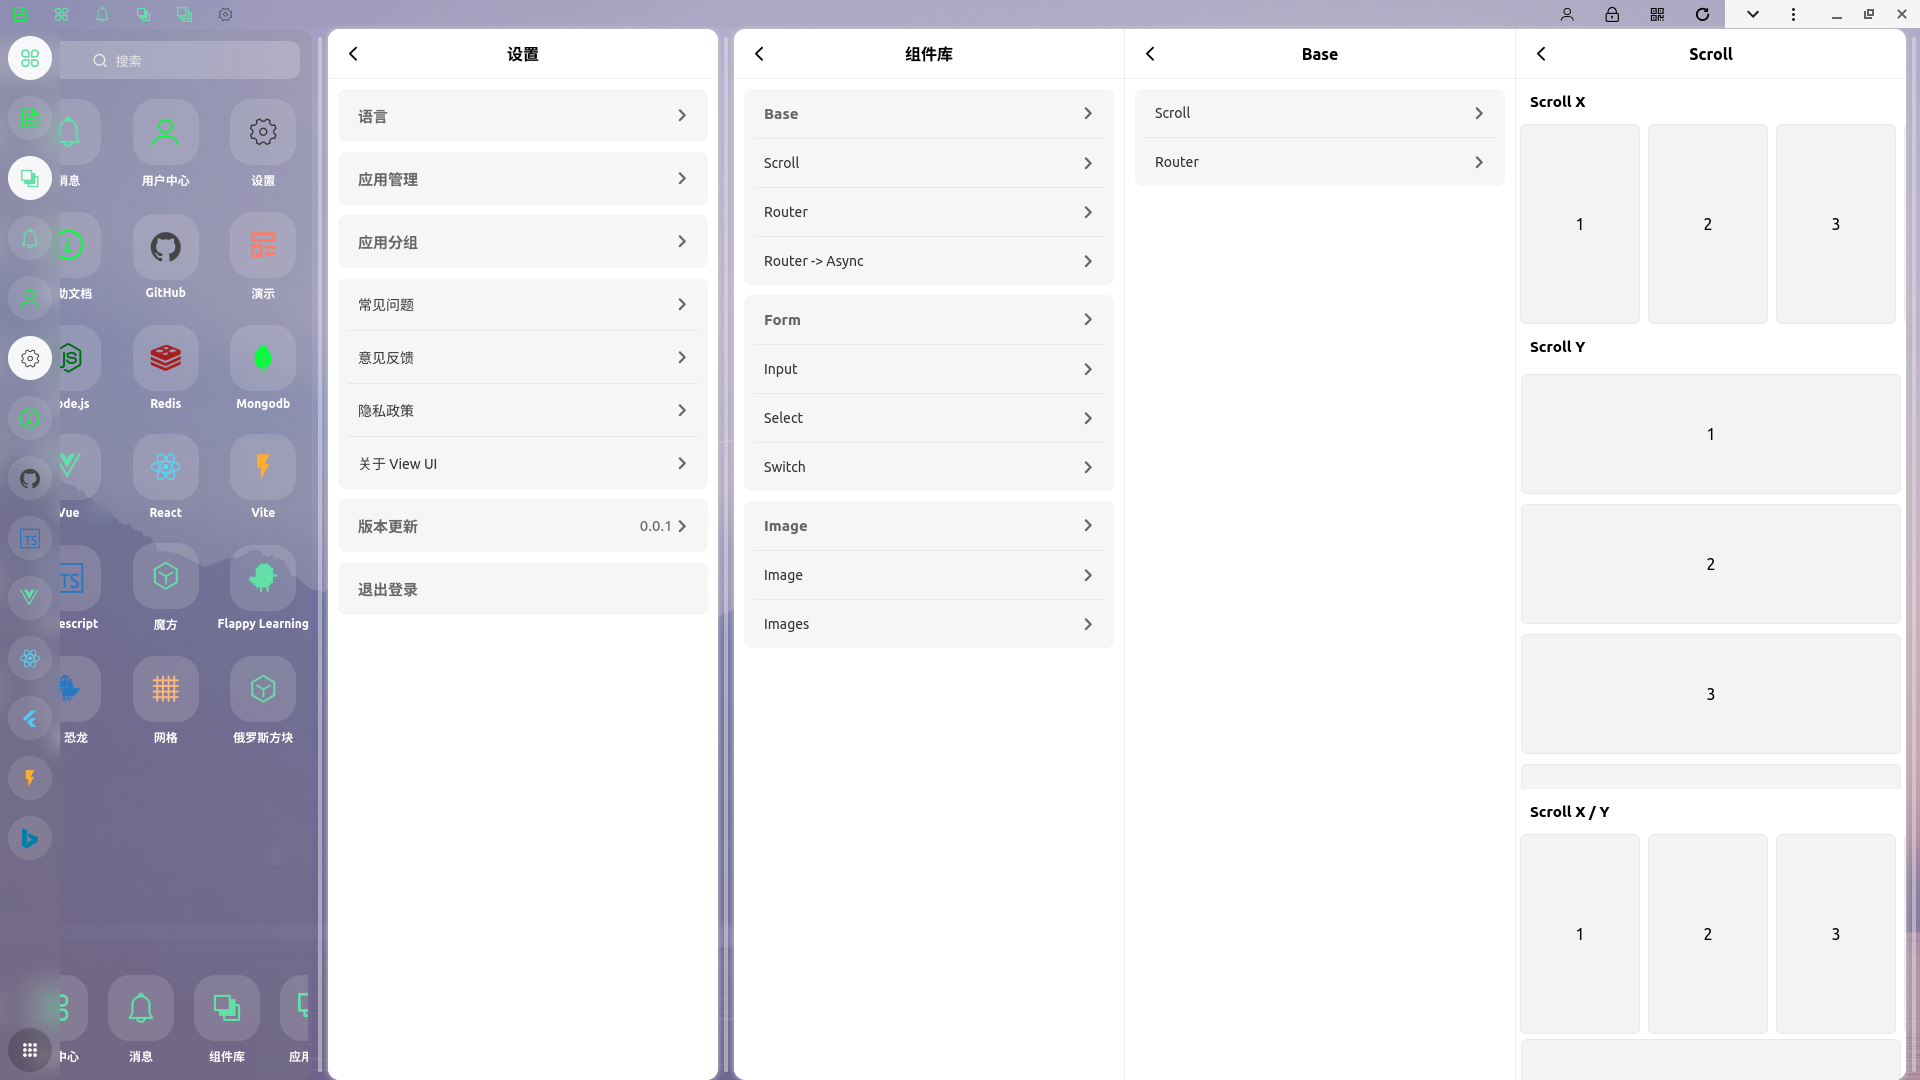 搜索
消息
用户中心
设置
助文档
GitHub
演示
ode.js
Redis
Mongodb
Vue
React
Vite
TS
escript
魔方
Flappy Learning
恐龙
网格
俄罗斯方块
中心
消息
组件库
应用
设置
语言
应用管理
应用分组
常见问题
意见反馈
隐私政策
关于 View UI
版本更新
0.0.1
退出登录
组件库
Base
Scroll
Router
Router -> Async
Form
Input
Select
Switch
Image
Image
Images
Base
Scroll
Router
Scroll
Scroll X
1
2
3
Scroll Y
1
2
3
Scroll X / Y
1
2
3